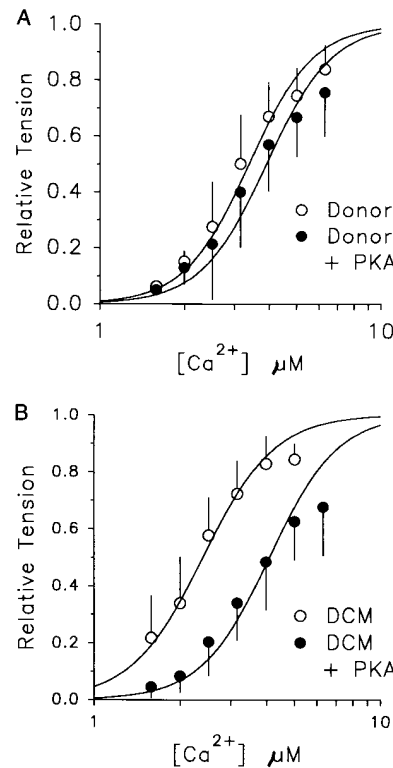 A
1.0
0.8
0.6
0.4
0.2
0.0
Relative Tension
Donor
Donor
+ PKA
1
10
[Ca2+] μM
B
1.0
0.8
0.6
0.4
0.2
0.0
Relative Tension
DCM
DCM
+ PKA
1
10
[Ca2+] μM